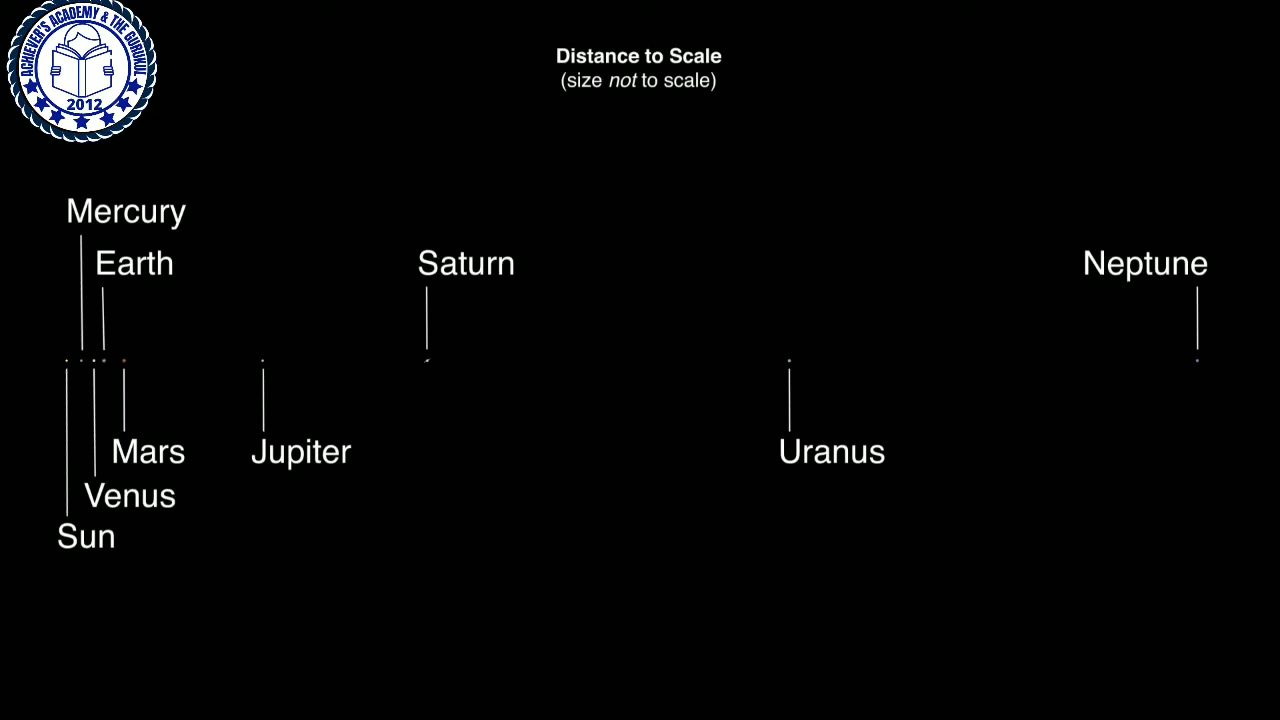 ACHIEVER'S ACADEMY & THE GURUKUL
2012
Distance to Scale
(size not to scale)
Mercury
Earth
Saturn
Neptune
Mars
Jupiter
Uranus
Venus
Sun